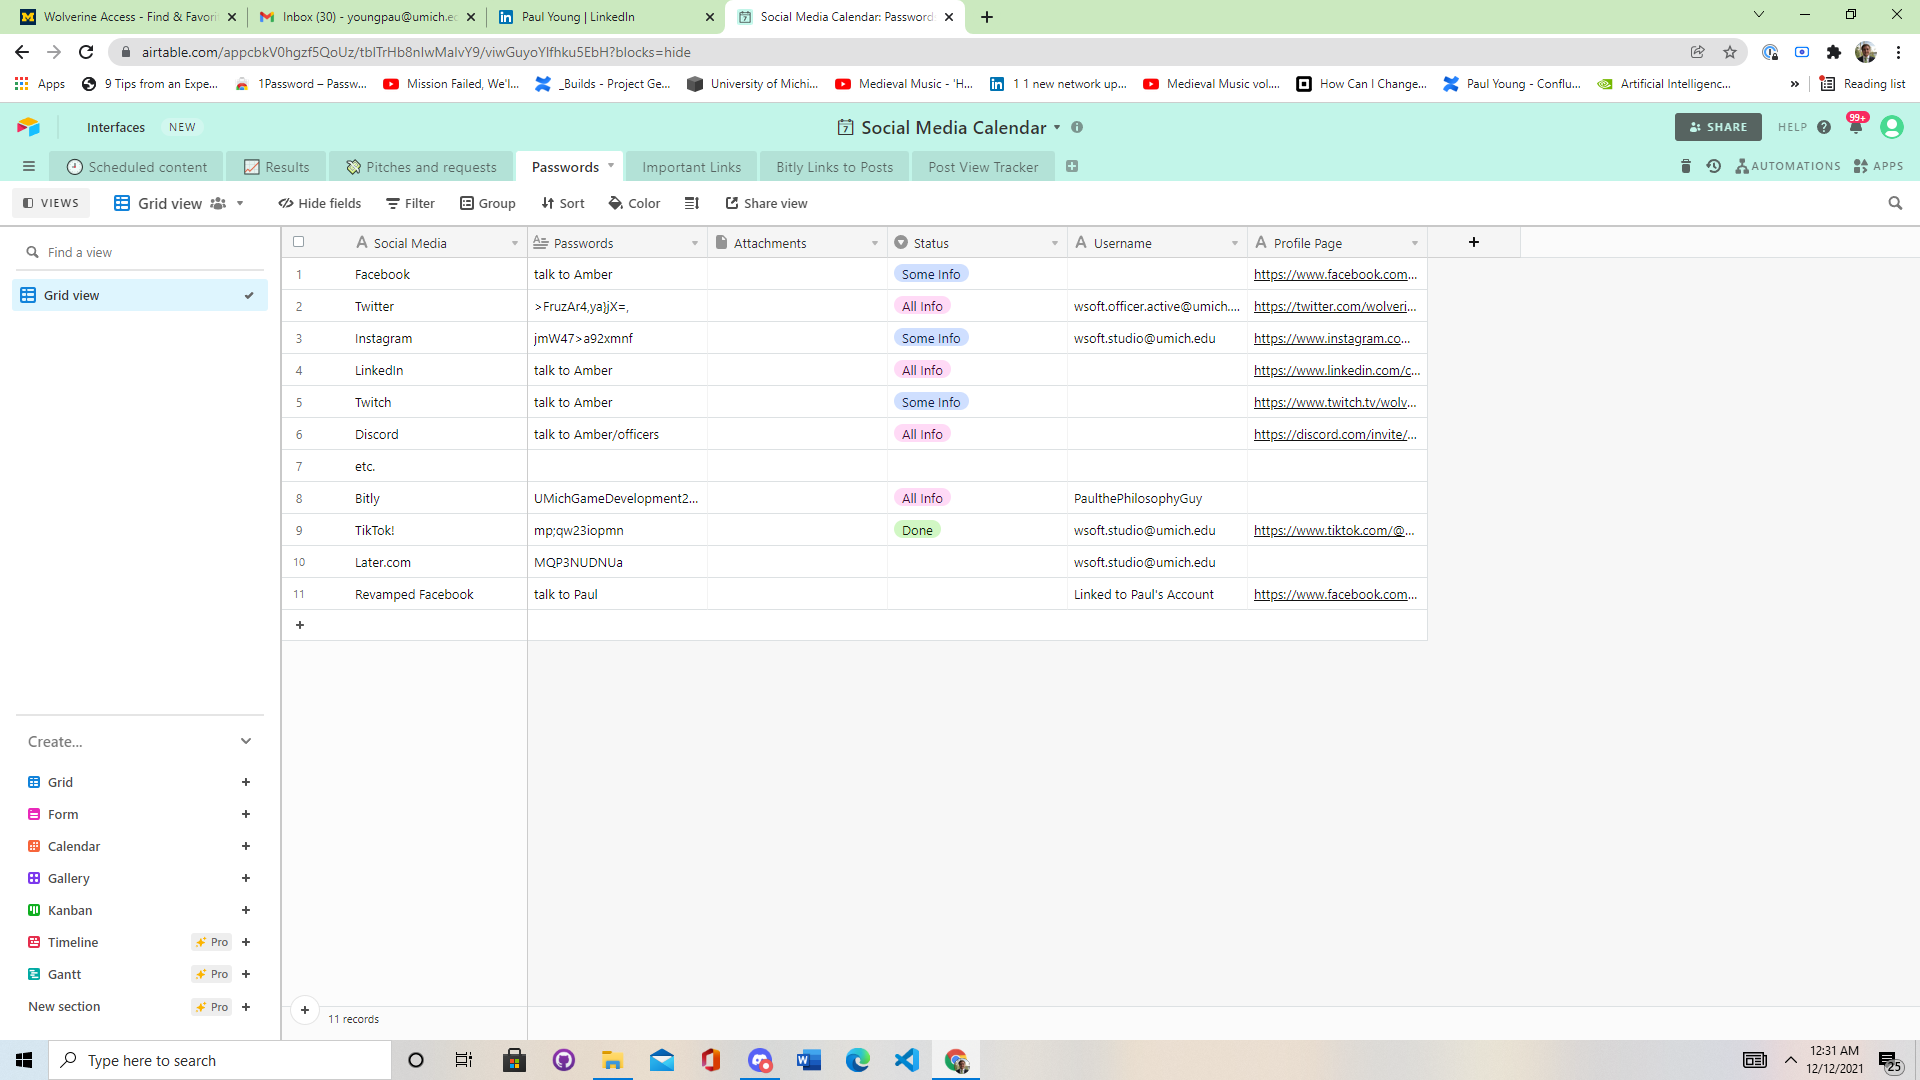 Wolverine Access - Find & Favori
Inbox (30) - youngpau@umich.e
Paul Young | LinkedIn
Social Media Calendar: Password
airtable.com/appcbkV0hgzf5QoUz/tblTrHb8nIwMaIvY9/viwGuyoYIfhku5EbH?blocks=hide
Apps
9 Tips from an Expe...
1Password – Passw...
Mission Failed, We'l...
_Builds - Project Ge...
University of Michi...
Medieval Music - 'H...
1 1 new network up...
Medieval Music vol....
How Can I Change...
Paul Young - Conflu...
Artificial Intelligenc...
»
Reading list
Interfaces
NEW
Social Media Calendar
SHARE
HELP
99+
Scheduled content
Results
Pitches and requests
Passwords
Important Links
Bitly Links to Posts
Post View Tracker
AUTOMATIONS
APPS
VIEWS
Grid view
Hide fields
Filter
Group
Sort
Color
Share view
Find a view
Grid view
Social Media Passwords Attachments Status Username Profile Page
1 Facebook talk to Amber Some Info https://www.facebook.com...
2 Twitter >FruzAr4,ya}jX=, All Info wsoft.officer.active@umich.... https://twitter.com/wolveri...
3 Instagram jmW47>a92xmnf Some Info wsoft.studio@umich.edu https://www.instagram.co...
4 LinkedIn talk to Amber All Info https://www.linkedin.com/c...
5 Twitch talk to Amber Some Info https://www.twitch.tv/wolv...
6 Discord talk to Amber/officers All Info https://discord.com/invite/...
7 etc.
8 Bitly UMichGameDevelopment2... All Info PaulthePhilosophyGuy
9 TikTok! mp;qw23iopmn Done wsoft.studio@umich.edu https://www.tiktok.com/@...
10 Later.com MQP3NUDNUa wsoft.studio@umich.edu
11 Revamped Facebook talk to Paul Linked to Paul's Account https://www.facebook.com...
Create...
Grid
Form
Calendar
Gallery
Kanban
Timeline Pro
Gantt Pro
New section Pro
11 records
Type here to search
12:31 AM
12/12/2021
25